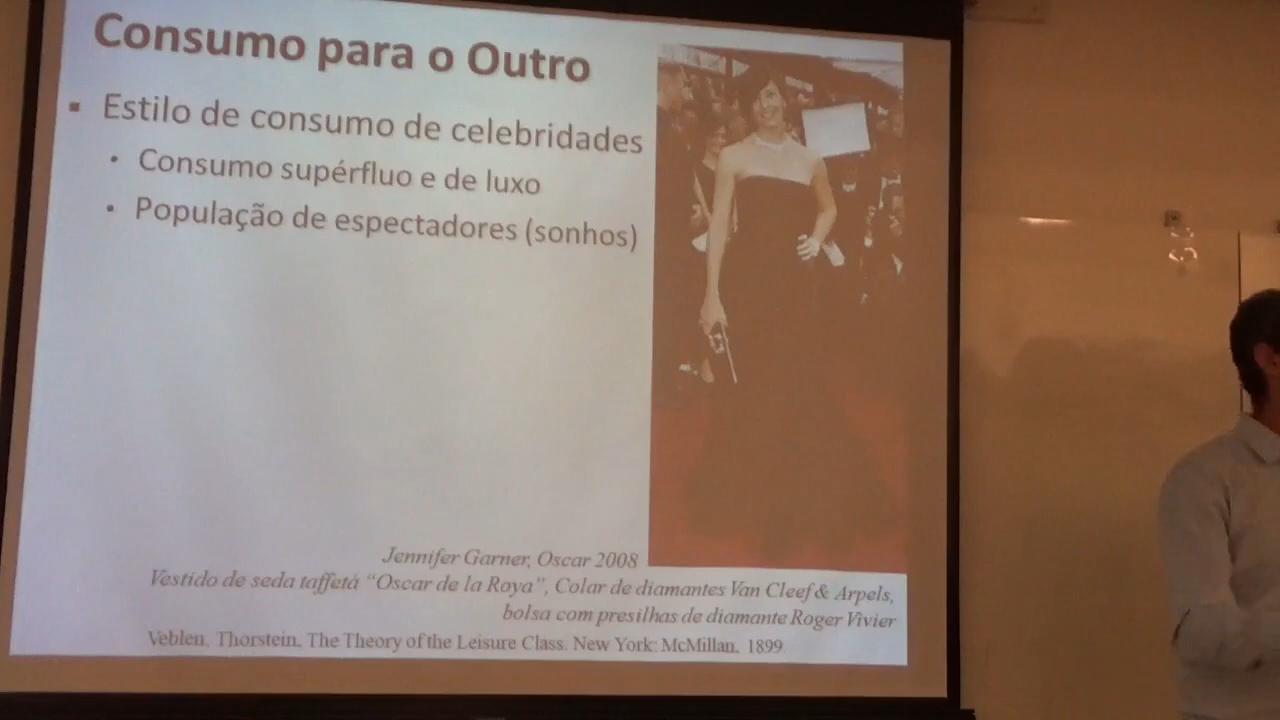 Consumo para o Outro
Estilo de consumo de celebridades
Consumo supérfluo e de luxo
População de espectadores (sonhos)
Jennifer Garner, Oscar 2008
Vestido de seda taffetá “Oscar de la Roya”, Colar de diamantes Van Cleef & Arpels,
bolsa com presilhas de diamante Roger Vivier
Veblen, Thorstein. The Theory of the Leisure Class. New York: McMillan, 1899